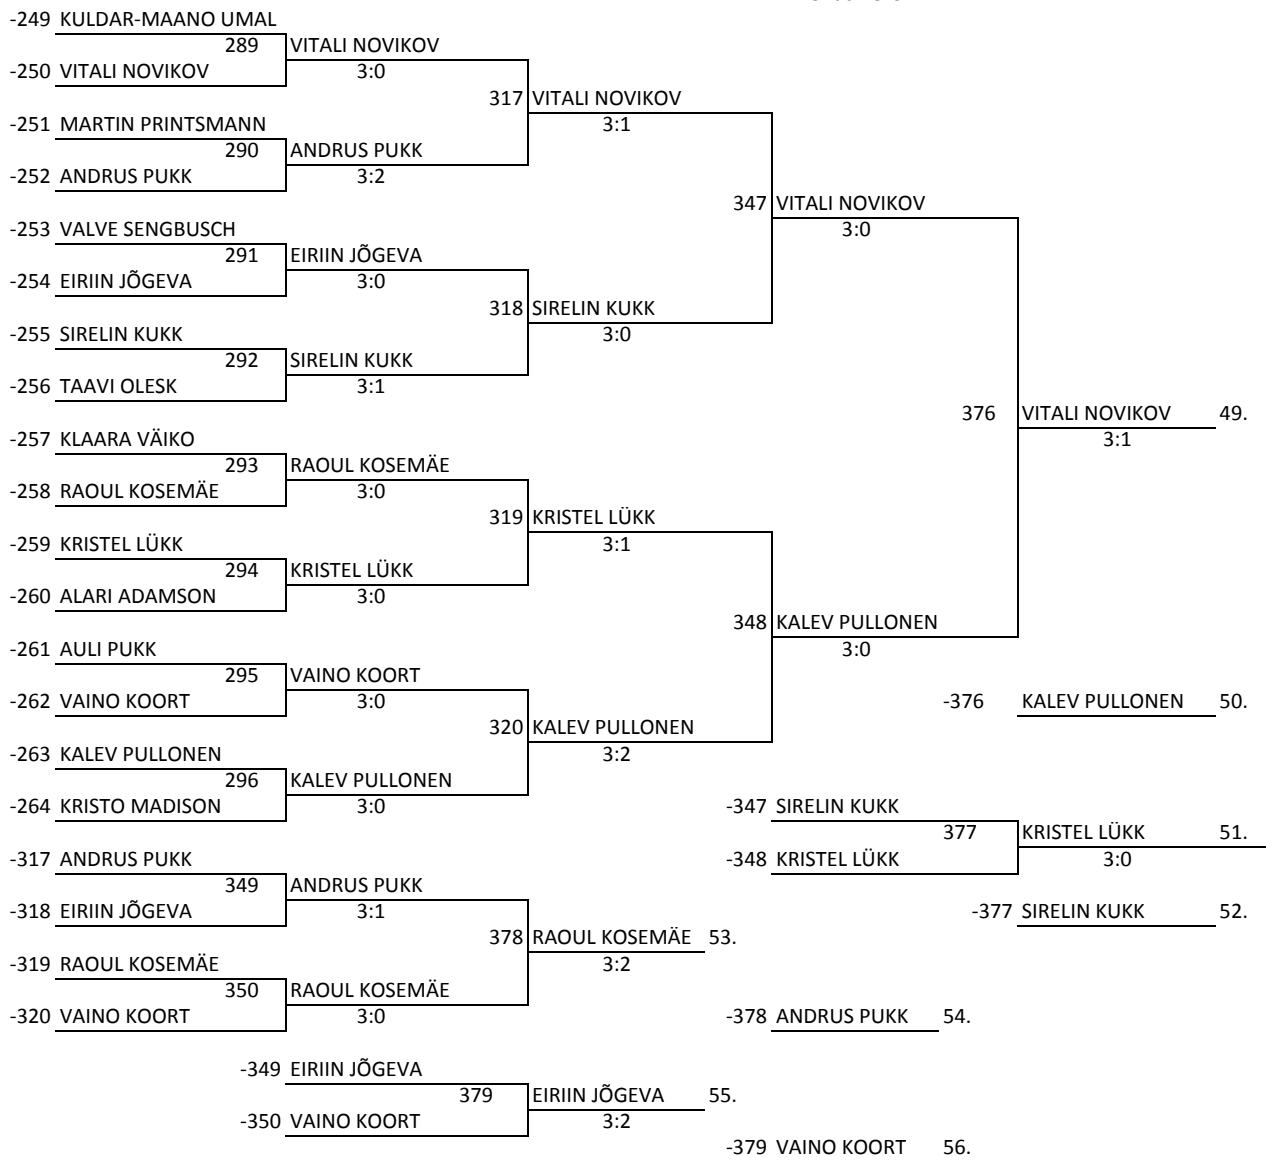 -249 KULDAR-MAANO UMAL
289 VITALI NOVIKOV
-250 VITALI NOVIKOV 3:0
317 VITALI NOVIKOV
-251 MARTIN PRINTSMANN 3:1
290 ANDRUS PUKK
-252 ANDRUS PUKK 3:2
347 VITALI NOVIKOV
-253 VALVE SENGBUSCH 3:0
291 EIRIIN JÕGEVA
-254 EIRIIN JÕGEVA 3:0
318 SIRELIN KUKK
-255 SIRELIN KUKK 3:0
292 SIRELIN KUKK
-256 TAAVI OLESK 3:1
376 VITALI NOVIKOV 49.
-257 KLAARA VÄIKO 3:1
293 RAOUL KOSEMÄE
-258 RAOUL KOSEMÄE 3:0
319 KRISTEL LÜKK
-259 KRISTEL LÜKK 3:1
294 KRISTEL LÜKK
-260 ALARI ADAMSON 3:0
348 KALEV PULLONEN
-261 AULI PUKK 3:0
295 VAINO KOORT
-262 VAINO KOORT 3:0 -376 KALEV PULLONEN 50.
320 KALEV PULLONEN
-263 KALEV PULLONEN 3:2
296 KALEV PULLONEN
-264 KRISTO MADISON 3:0 -347 SIRELIN KUKK
377 KRISTEL LÜKK 51.
-317 ANDRUS PUKK -348 KRISTEL LÜKK 3:0
349 ANDRUS PUKK
-318 EIRIIN JÕGEVA 3:1 -377 SIRELIN KUKK 52.
378 RAOUL KOSEMÄE 53.
-319 RAOUL KOSEMÄE 3:2
350 RAOUL KOSEMÄE
-320 VAINO KOORT 3:0 -378 ANDRUS PUKK 54.
-349 EIRIIN JÕGEVA
379 EIRIIN JÕGEVA 55.
-350 VAINO KOORT 3:2
-379 VAINO KOORT 56.